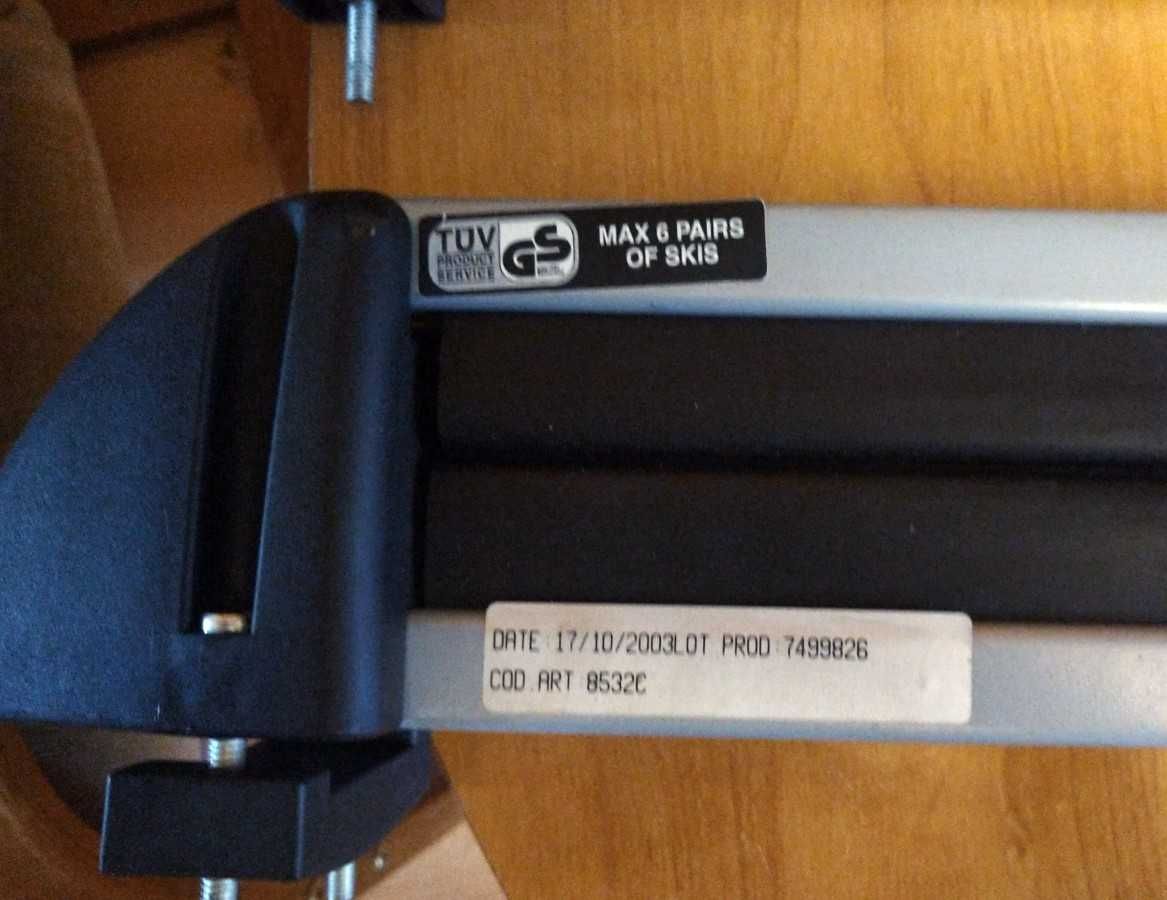 TÜV
PRODUCT
SERVICE
GS
MAX 6 PAIRS
OF SKIS
DATE 17/10/2003LOT PROD 7499826
COD.ART 8532C